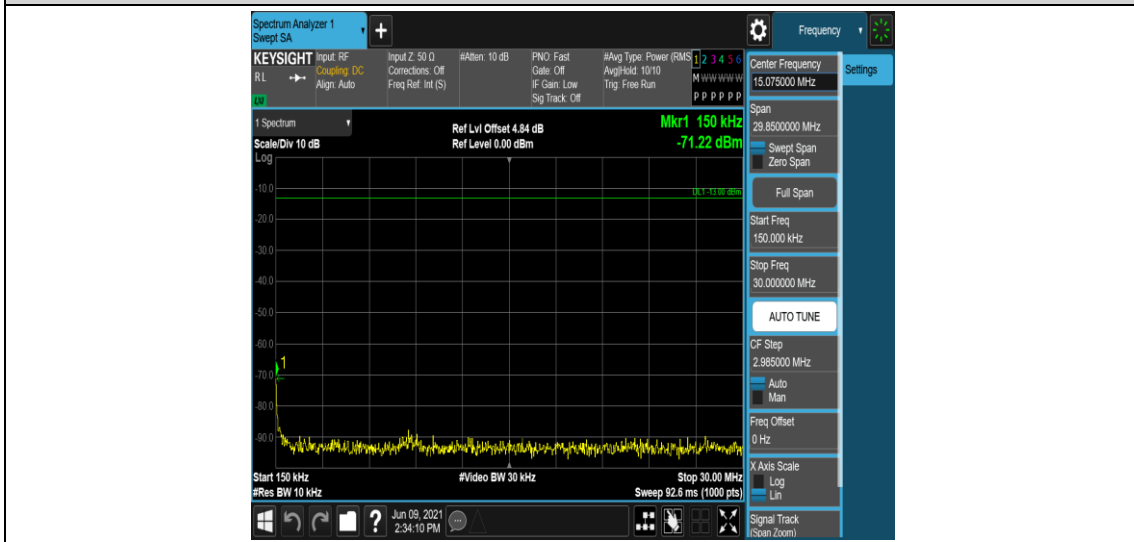 Spectrum Analyzer 1
Swept SA
+
Frequency
KEYSIGHT
RL
LXI
Input: RF
Coupling: DC
Align: Auto
Input Z: 50 Ω
Corrections: Off
Freq Ref: Int (S)
#Atten: 10 dB
PNO: Fast
Gate: Off
IF Gain: Low
Sig Track: Off
#Avg Type: Power (RMS
Avg|Hold: 10/10
Trig: Free Run
1 2 3 4 5 6
M W W W W W
P P P P P P
1 Spectrum
Scale/Div 10 dB
Log
Ref Lvl Offset 4.84 dB
Ref Level 0.00 dBm
Mkr1 150 kHz
-71.22 dBm
DL1 -13.00 dBm
-10.0
-20.0
-30.0
-40.0
-50.0
-60.0
1
-70.0
-80.0
-90.0
Start 150 kHz
#Res BW 10 kHz
#Video BW 30 kHz
Stop 30.00 MHz
Sweep 92.6 ms (1000 pts)
?
Jun 09, 2021
2:34:10 PM
Center Frequency
15.075000 MHz
Settings
Span
29.8500000 MHz
Swept Span
Zero Span
Full Span
Start Freq
150.000 kHz
Stop Freq
30.000000 MHz
AUTO TUNE
CF Step
2.985000 MHz
Auto
Man
Freq Offset
0 Hz
X Axis Scale
Log
Lin
Signal Track
(Span Zoom)